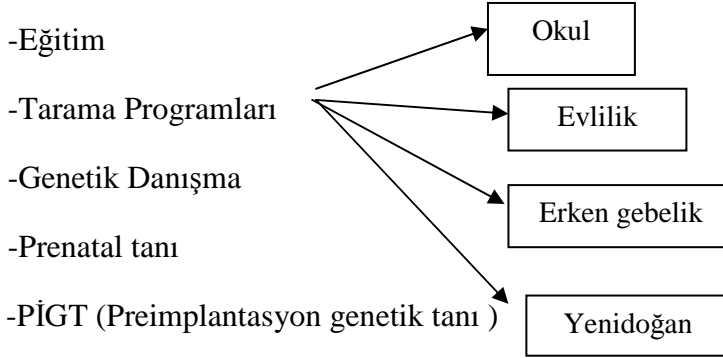 -Eğitim
-Tarama Programları
-Genetik Danışma
-Prenatal tanı
-PİGT (Preimplantasyon genetik tanı )
Okul
Evlilik
Erken gebelik
Yenidoğan